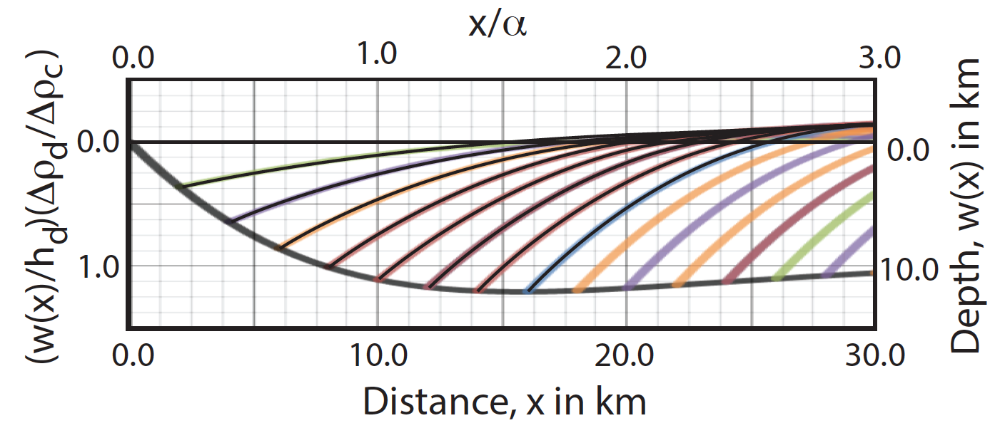 x/α
0.0 1.0 2.0 3.0
(w(x)/h_d)(Δρ_d/Δρ_c)
0.0
1.0
0.0
10.0
Depth, w(x) in km
0.0 10.0 20.0 30.0
Distance, x in km